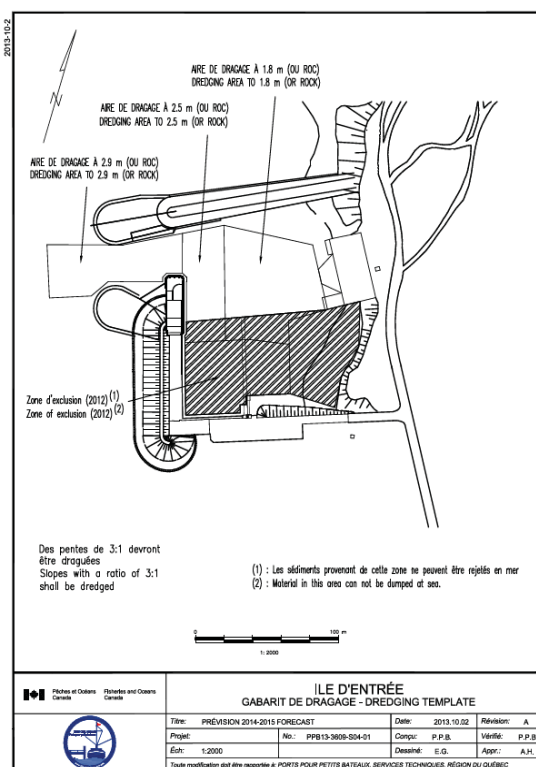 2013-10-2
N
AIRE DE DRAGAGE À 1.8 m (OU ROC)
DREDGING AREA TO 1.8 m (OR ROCK)
AIRE DE DRAGAGE À 2.5 m (OU ROC)
DREDGING AREA TO 2.5 m (OR ROCK)
AIRE DE DRAGAGE À 2.9 m (OU ROC)
DREDGING AREA TO 2.9 m (OR ROCK)
Zone d'exclusion (2012) (1)
Zone of exclusion (2012) (2)
Des pentes de 3:1 devront
être draguées
Slopes with a ratio of 3:1
shall be dredged
(1) : Les sédiments provenant de cette zone ne peuvent être rejetés en mer
(2) : Material in this area can not be dumped at sea.
0 100 m
1: 2000
Pêches et Océans Canada
Fisheries and Oceans Canada
ILE D'ENTRÉE
GABARIT DE DRAGAGE - DREDGING TEMPLATE
Titre: PRÉVISION 2014-2015 FORECAST
Date: 2013.10.02
Révision: A
Projet:
No.: PPB13-3609-S04-01
Conçu: P.P.B.
Vérifié: P.P.B
Éch: 1:2000
Dessiné: E.G.
Appr.: A.H.
Toute modification doit être rapportée à: PORTS POUR PETITS BATEAUX, SERVICES TECHNIQUES, RÉGION DU QUÉBEC